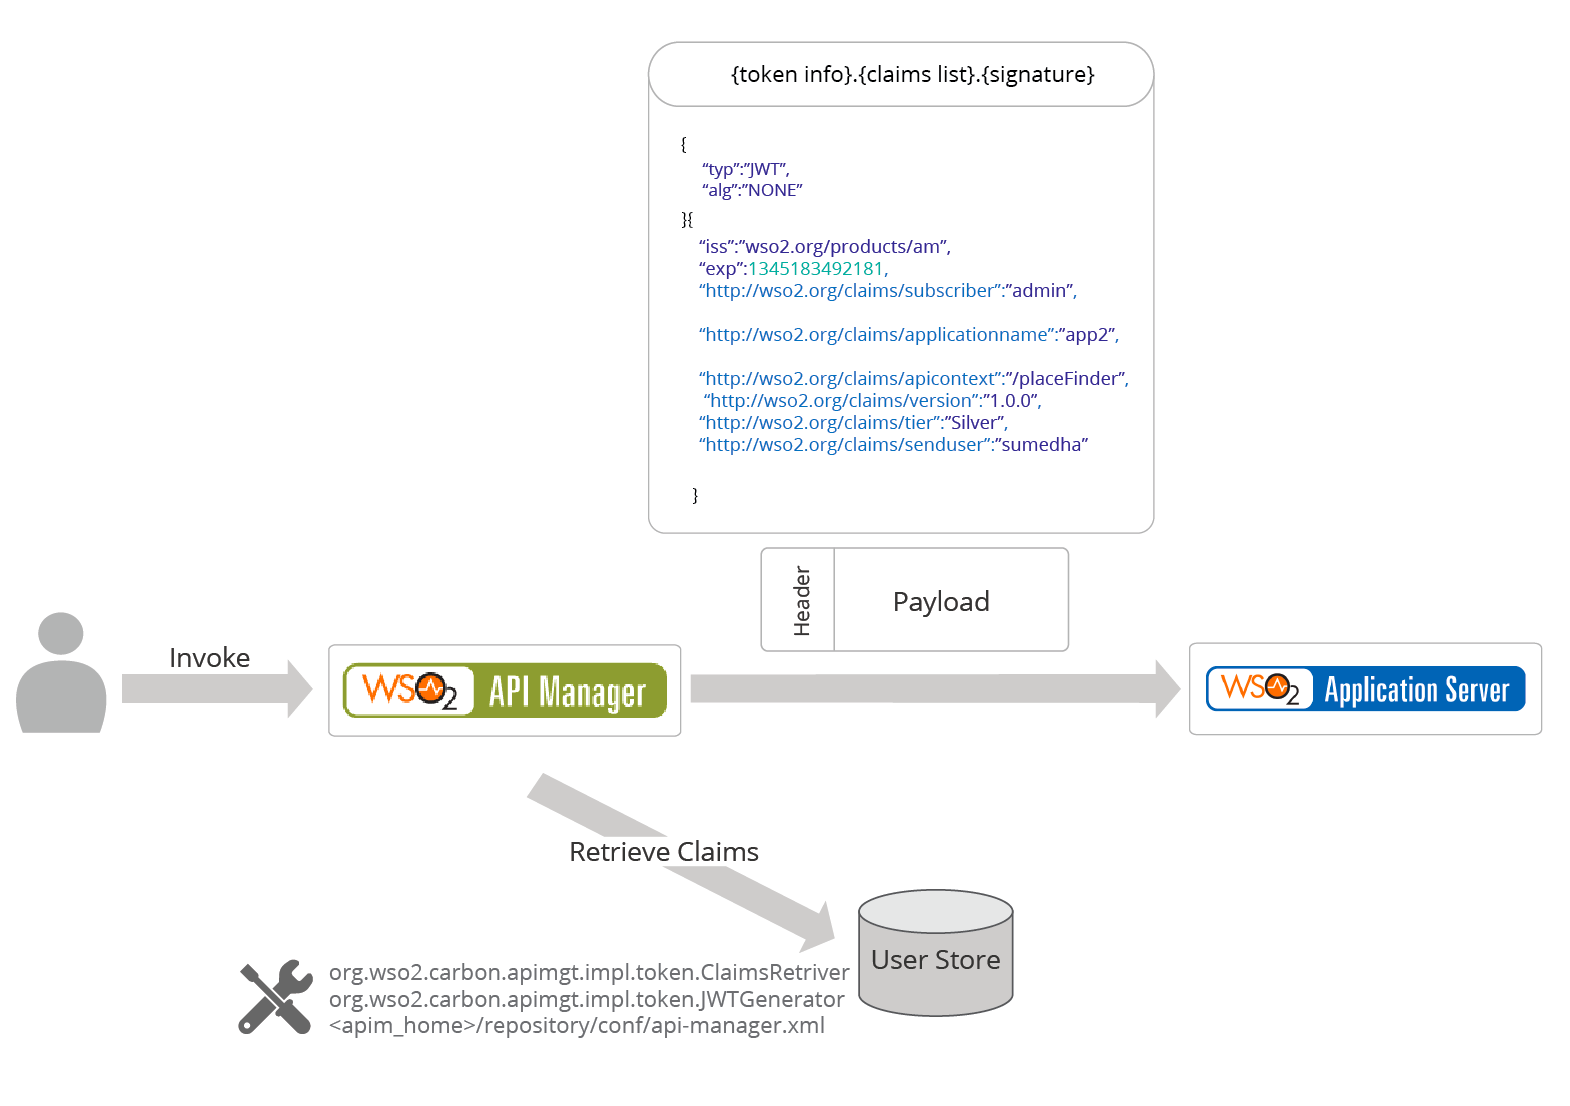 {token info}.{claims list}.{signature}
{
“typ”:”JWT”,
“alg”:”NONE”
}{
“iss”:”wso2.org/products/am”,
“exp”:1345183492181,
“http://wso2.org/claims/subscriber”:”admin”,
“http://wso2.org/claims/applicationname”:”app2”,
“http://wso2.org/claims/apicontext”:”/placeFinder”,
“http://wso2.org/claims/version”:”1.0.0”,
“http://wso2.org/claims/tier”:”Silver”,
“http://wso2.org/claims/senduser”:”sumedha”
}
Header
Payload
Invoke
WSO2 API Manager
WSO2 Application Server
Retrieve Claims
User Store
org.wso2.carbon.apimgt.impl.token.ClaimsRetriver
org.wso2.carbon.apimgt.impl.token.JWTGenerator
<apim_home>/repository/conf/api-manager.xml